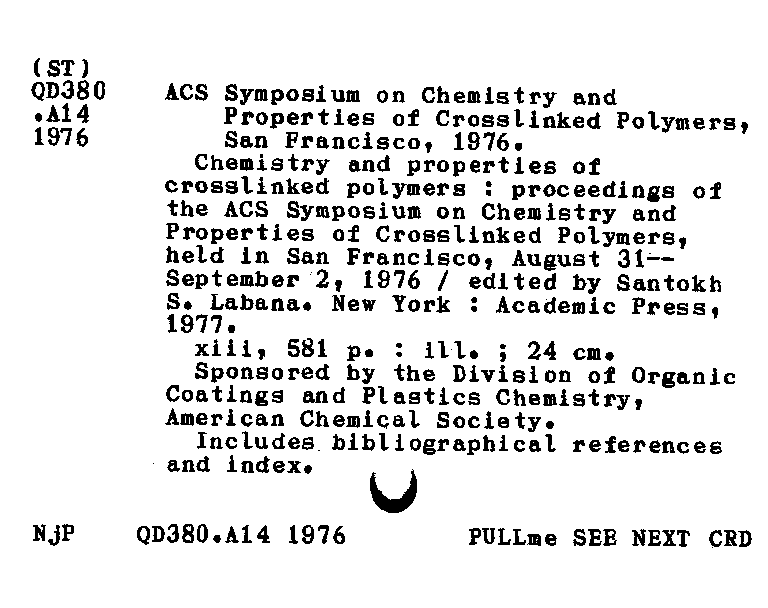 (ST)
QD380
.A14
1976
ACS Symposium on Chemistry and
Properties of Crosslinked Polymers,
San Francisco, 1976.
Chemistry and properties of
crosslinked polymers : proceedings of
the ACS Symposium on Chemistry and
Properties of Crosslinked Polymers,
held in San Francisco, August 31--
September 2, 1976 / edited by Santokh
S. Labana. New York : Academic Press,
1977.
xiii, 581 p. : ill. ; 24 cm.
Sponsored by the Division of Organic
Coatings and Plastics Chemistry,
American Chemical Society.
Includes bibliographical references
and index.
NjP QD380.A14 1976 PULLme SEE NEXT CRD